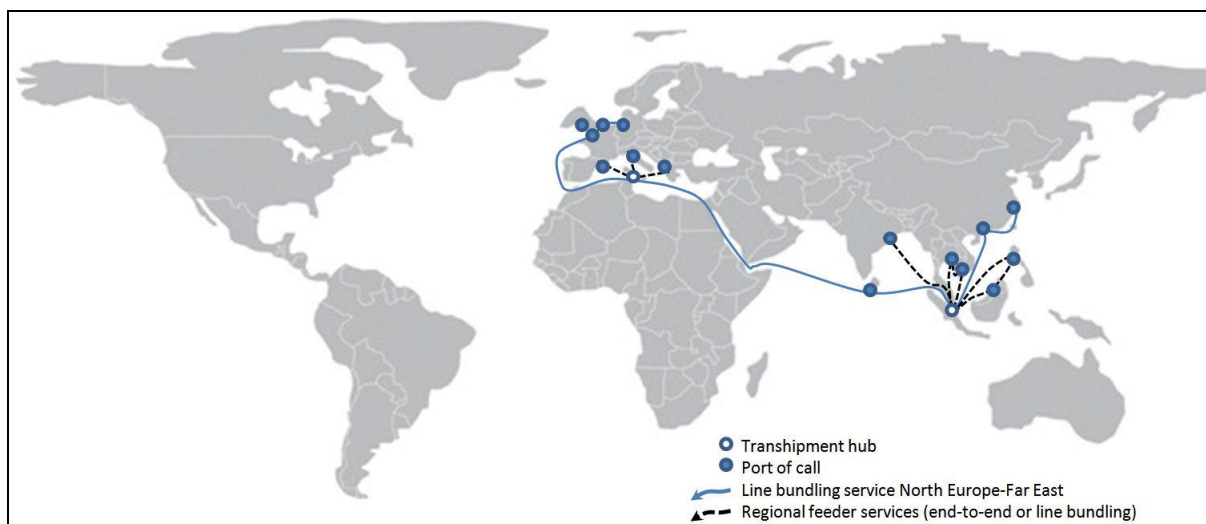 Transhipment hub
Port of call
Line bundling service North Europe-Far East
Regional feeder services (end-to-end or line bundling)